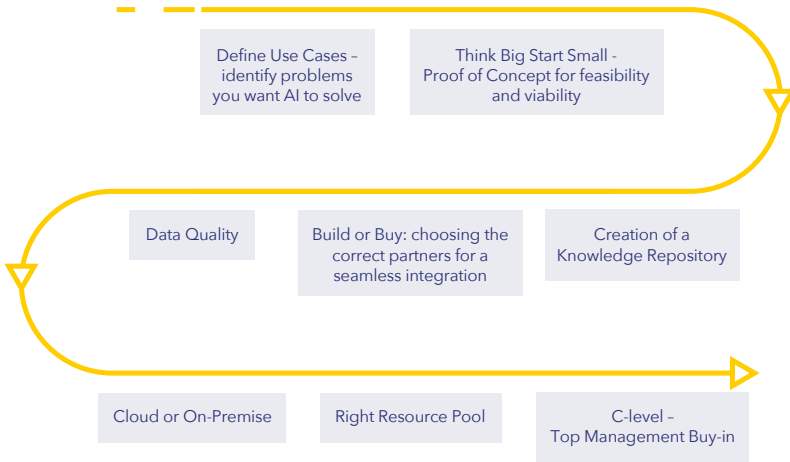 Define Use Cases –
identify problems
you want AI to solve
Think Big Start Small -
Proof of Concept for feasibility
and viability
Data Quality
Build or Buy: choosing the
correct partners for a
seamless integration
Creation of a
Knowledge Repository
Cloud or On-Premise
Right Resource Pool
C-level –
Top Management Buy-in